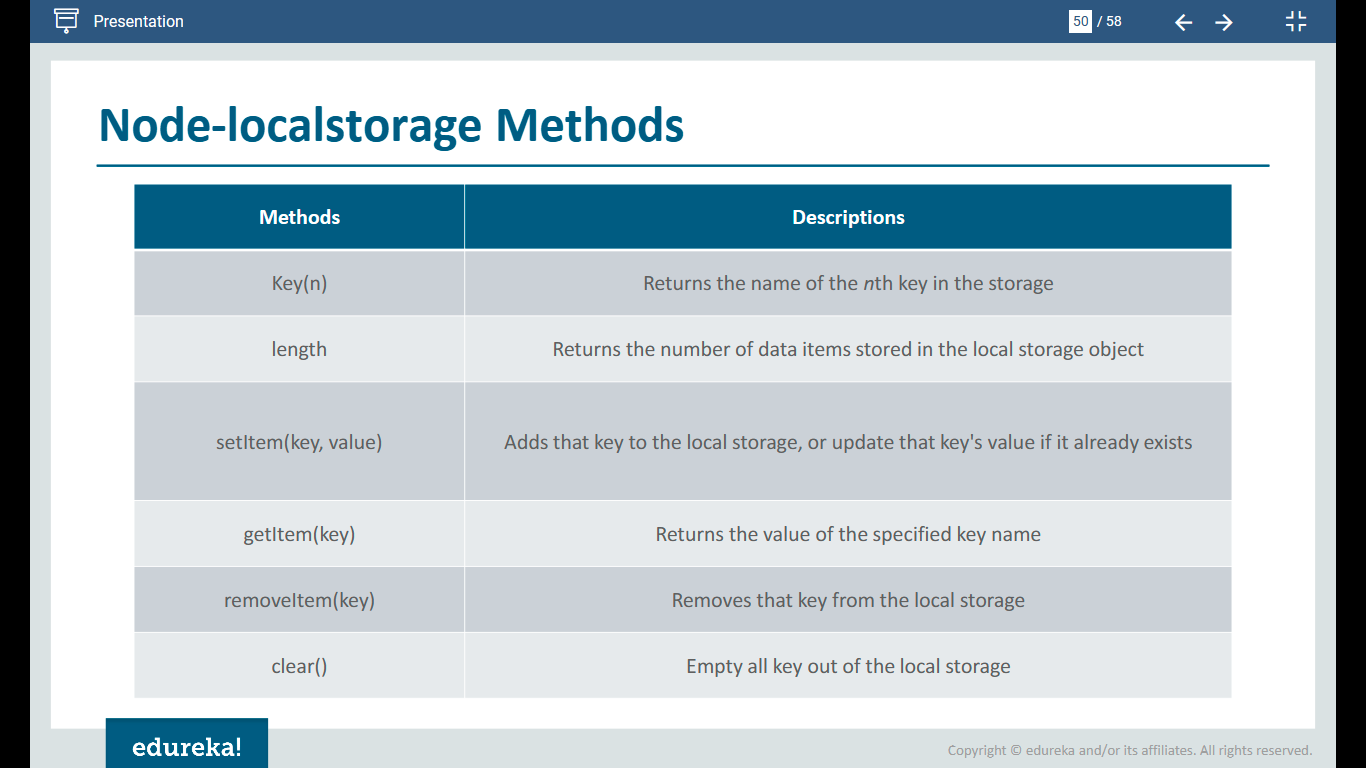 Presentation
50 / 58
Node-localstorage Methods
Methods Descriptions
Key(n) Returns the name of the nth key in the storage
length Returns the number of data items stored in the local storage object
setItem(key, value) Adds that key to the local storage, or update that key's value if it already exists
getItem(key) Returns the value of the specified key name
removeItem(key) Removes that key from the local storage
clear() Empty all key out of the local storage
edureka!
Copyright © edureka and/or its affiliates. All rights reserved.